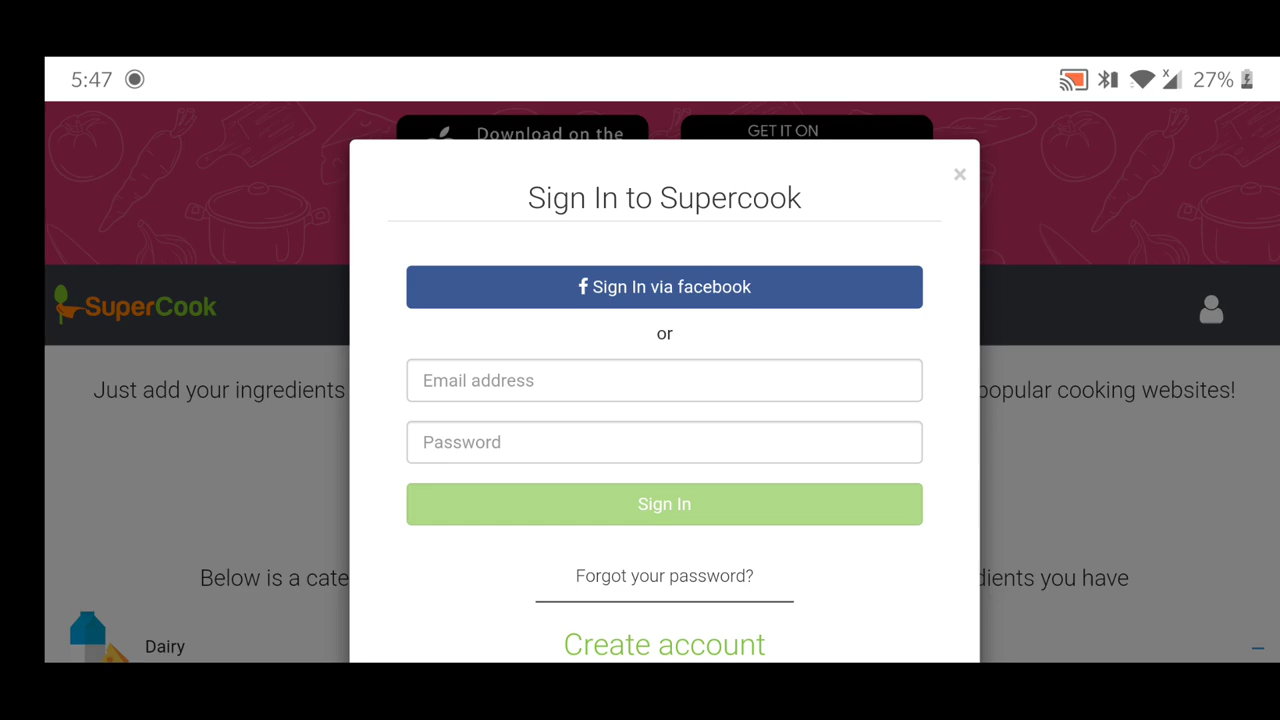 5:47
27%
Download on the
GET IT ON
×
Sign In to Supercook
f Sign In via facebook
SuperCook
or
Email address
Just add your ingredients
popular cooking websites!
Password
Sign In
Forgot your password?
Below is a cate
dients you have
Create account
Dairy